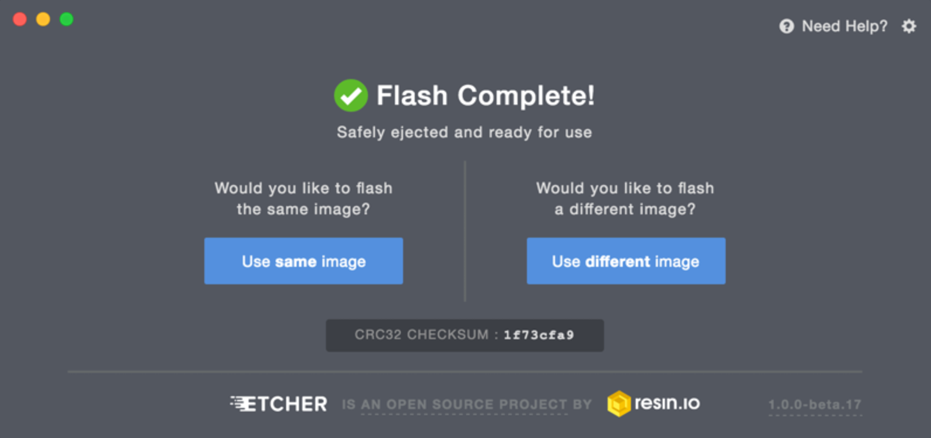 Need Help?
Flash Complete!
Safely ejected and ready for use
Would you like to flash
the same image?
Use same image
Would you like to flash
a different image?
Use different image
CRC32 CHECKSUM : 1f73cfa9
ETCHER IS AN OPEN SOURCE PROJECT BY resin.io 1.0.0-beta.17